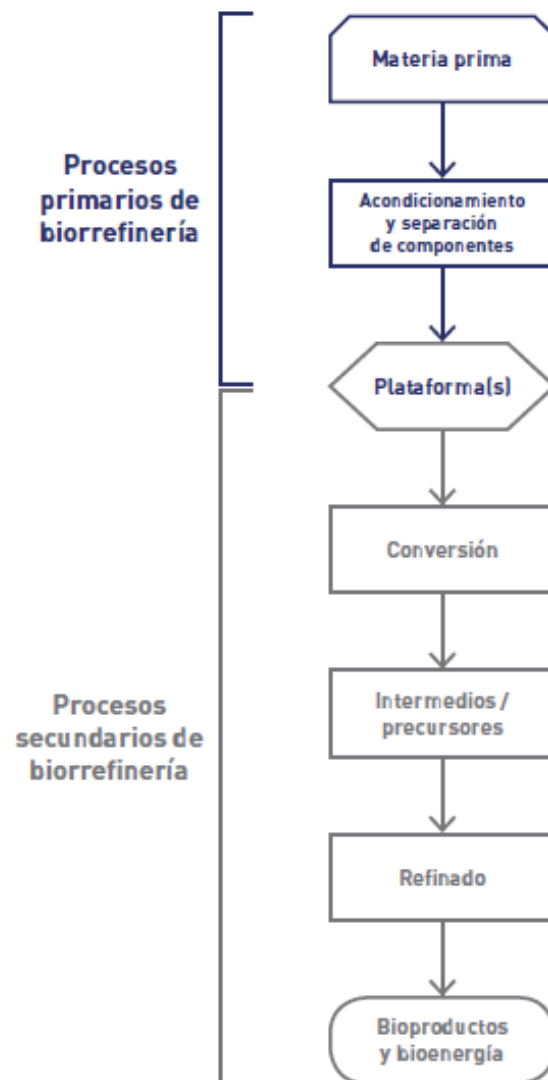 Materia prima
Procesos
primarios de
biorrefinería
Acondicionamiento
y separación
de componentes
Plataforma(s)
Conversión
Procesos
secundarios de
biorrefinería
Intermedios /
precursores
Refinado
Bioproductos
y bioenergía